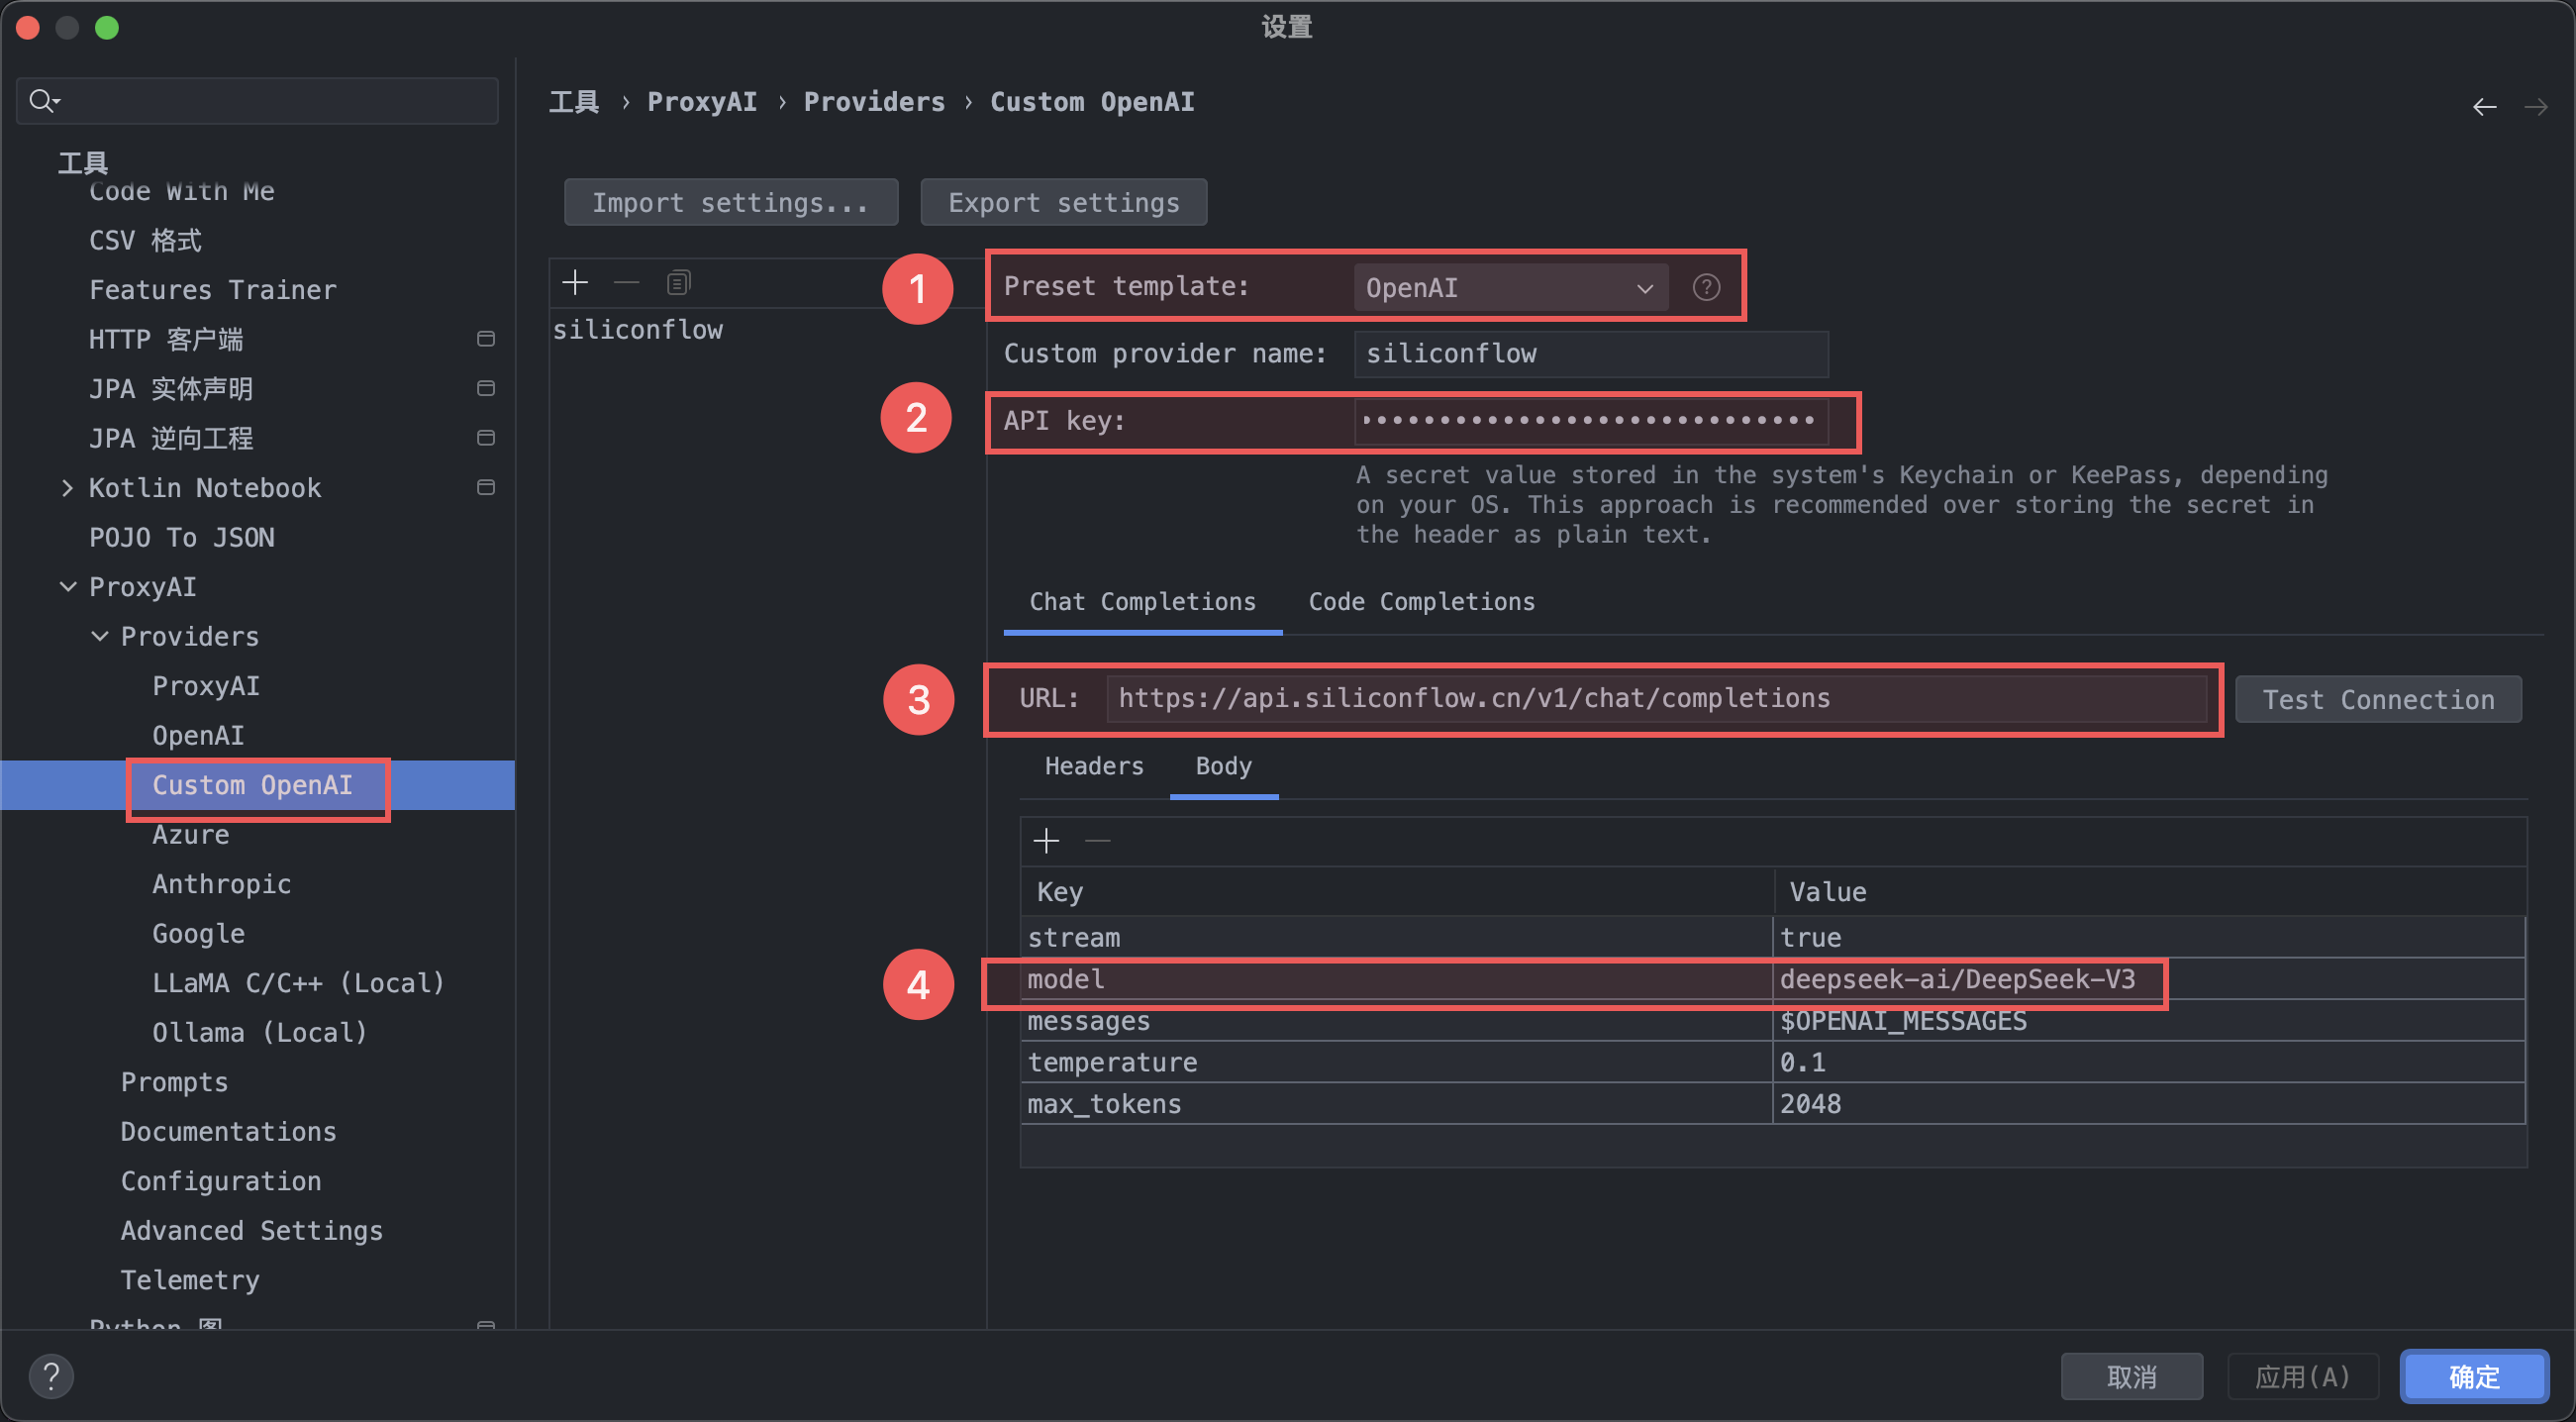 设置
工具
Code With Me
CSV 格式
Features Trainer
HTTP 客户端
JPA 实体声明
JPA 逆向工程
Kotlin Notebook
POJO To JSON
ProxyAI
Providers
ProxyAI
OpenAI
Custom OpenAI
Azure
Anthropic
Google
LLaMA C/C++ (Local)
Ollama (Local)
Prompts
Documentations
Configuration
Advanced Settings
Telemetry
Python 图
工具 › ProxyAI › Providers › Custom OpenAI
Import settings... Export settings
siliconflow
1 Preset template: OpenAI ?
Custom provider name: siliconflow
2 API key: •••••••••••••••••••••••••••••
A secret value stored in the system's Keychain or KeePass, depending
on your OS. This approach is recommended over storing the secret in
the header as plain text.
Chat Completions Code Completions
3 URL: https://api.siliconflow.cn/v1/chat/completions Test Connection
Headers Body
Key Value
stream true
4 model deepseek-ai/DeepSeek-V3
messages $OPENAI_MESSAGES
temperature 0.1
max_tokens 2048
? 取消 应用(A) 确定